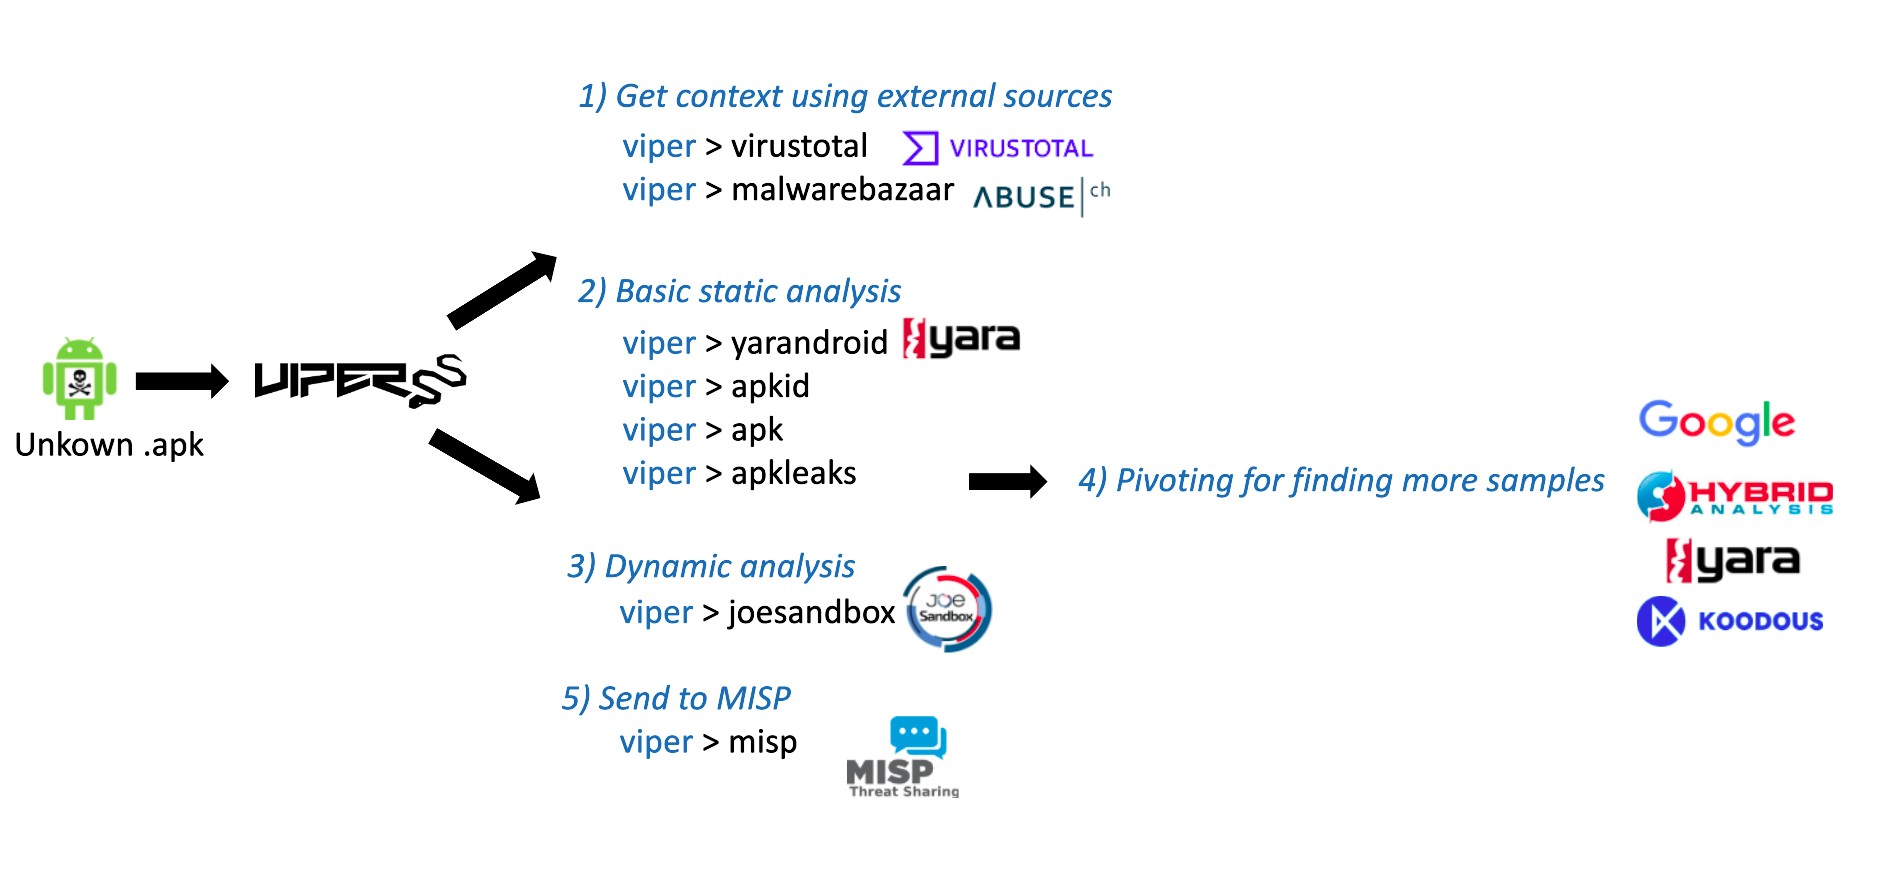 1) Get context using external sources
viper > virustotal VIRUSTOTAL
viper > malwarebazaar ABUSE|ch
2) Basic static analysis
viper > yarandroid yara
viper > apkid
viper > apk
viper > apkleaks
Unkown .apk
VIPER
3) Dynamic analysis
viper > joesandbox JOe Sandbox
5) Send to MISP
viper > misp
MISP
Threat Sharing
4) Pivoting for finding more samples
Google
HYBRID
ANALYSIS
yara
KOODOUS